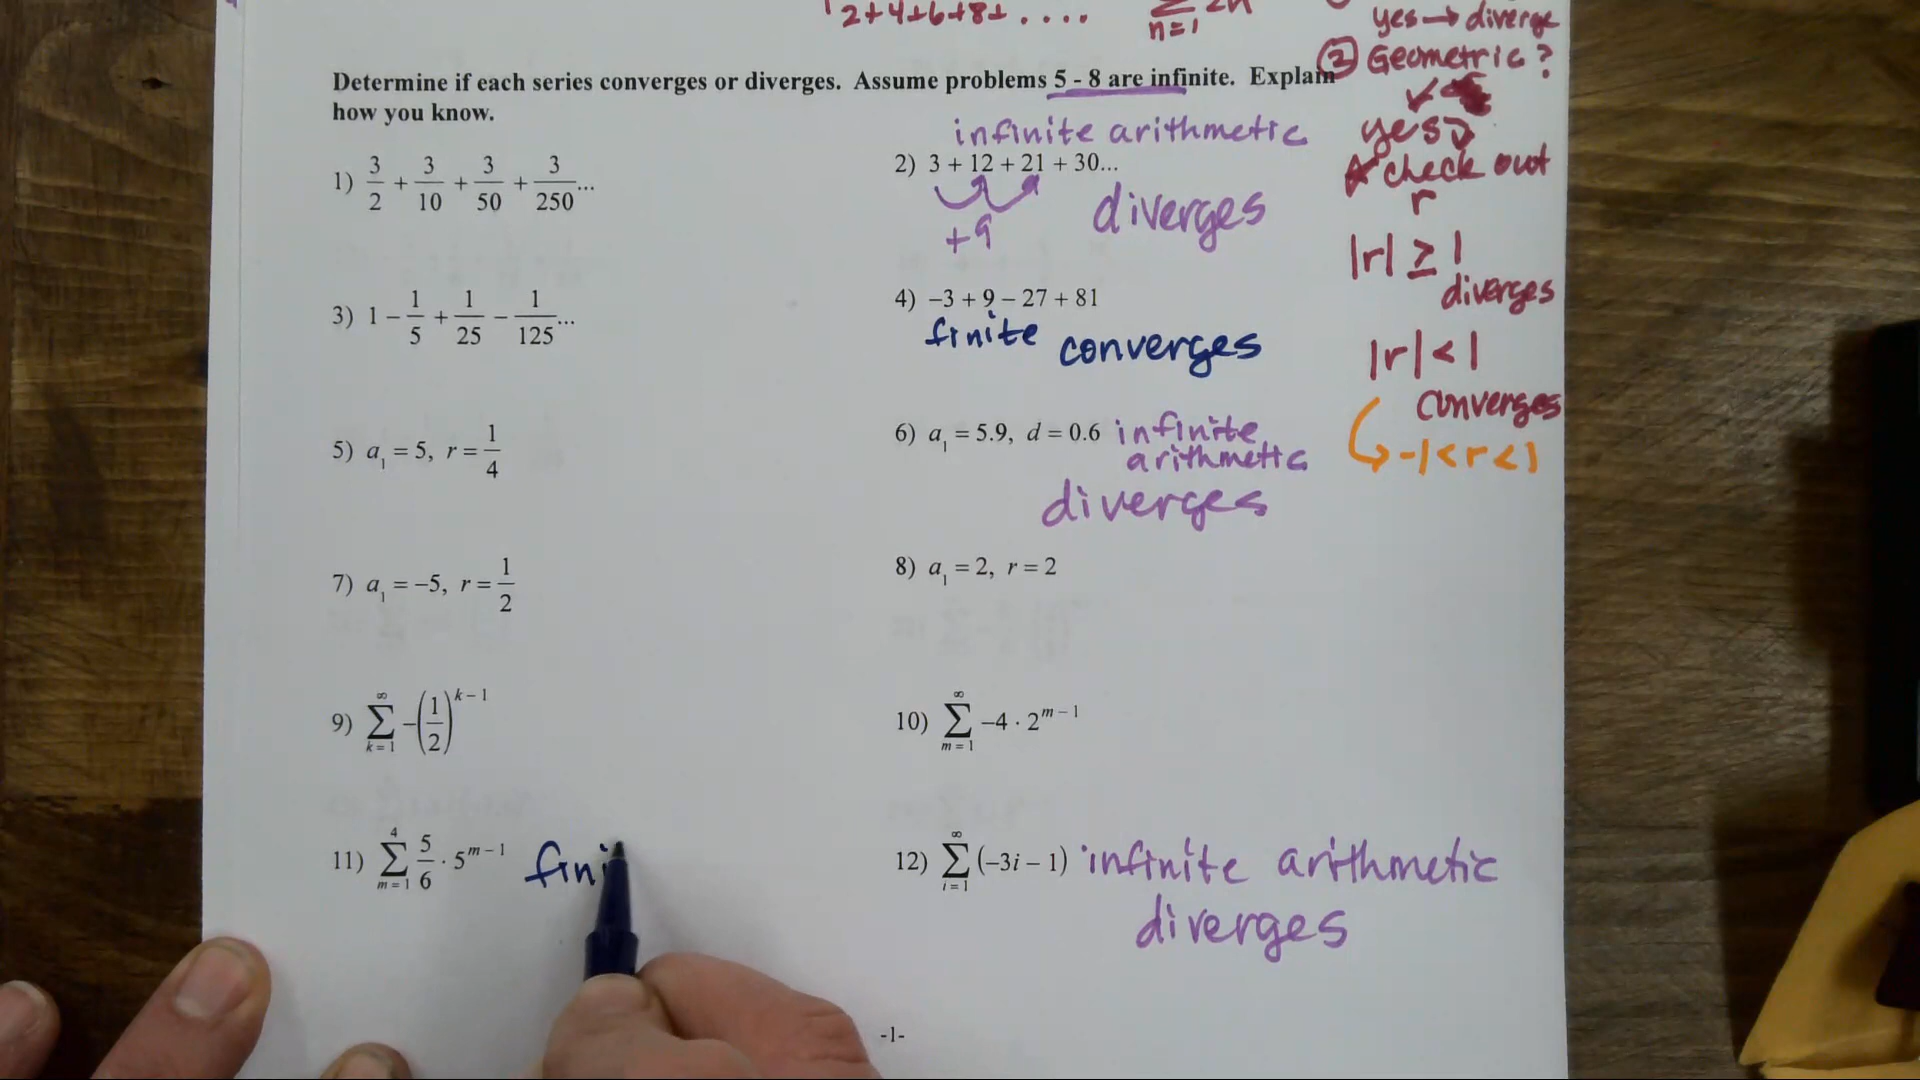 2+4+6+8+.... ∑ 2n
n=1
yes→diverge
② Geometric?
Determine if each series converges or diverges. Assume problems 5 - 8 are infinite. Explain
how you know.
yes
check out
r
|r| ≥ 1
diverges
|r| < 1
converges
-1<r<1
infinite arithmetic
1) 3/2 + 3/10 + 3/50 + 3/250...
2) 3 + 12 + 21 + 30...
+9
diverges
3) 1 − 1/5 + 1/25 − 1/125...
4) −3 + 9 − 27 + 81
finite converges
5) a₁ = 5, r = 1/4
6) a₁ = 5.9, d = 0.6 infinite
arithmetic
diverges
7) a₁ = −5, r = 1/2
8) a₁ = 2, r = 2
9) ∞ ∑ k = 1 −(1/2)^(k − 1)
10) ∞ ∑ m = 1 −4 · 2^(m − 1)
11) 4 ∑ m = 1 5/6 · 5^(m − 1) fini
12) ∞ ∑ i = 1 (−3i − 1) infinite arithmetic
diverges
-1-